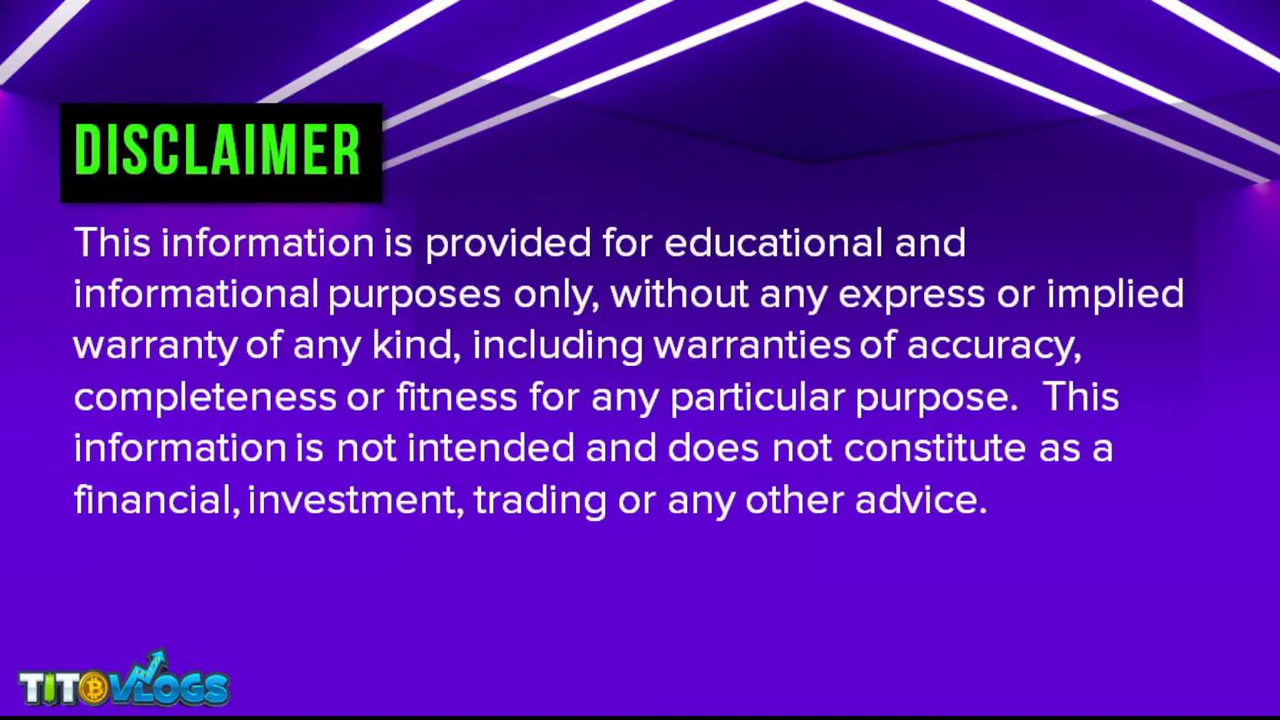 DISCLAIMER
This information is provided for educational and
informational purposes only, without any express or implied
warranty of any kind, including warranties of accuracy,
completeness or fitness for any particular purpose. This
information is not intended and does not constitute as a
financial, investment, trading or any other advice.
TITOVLOGS